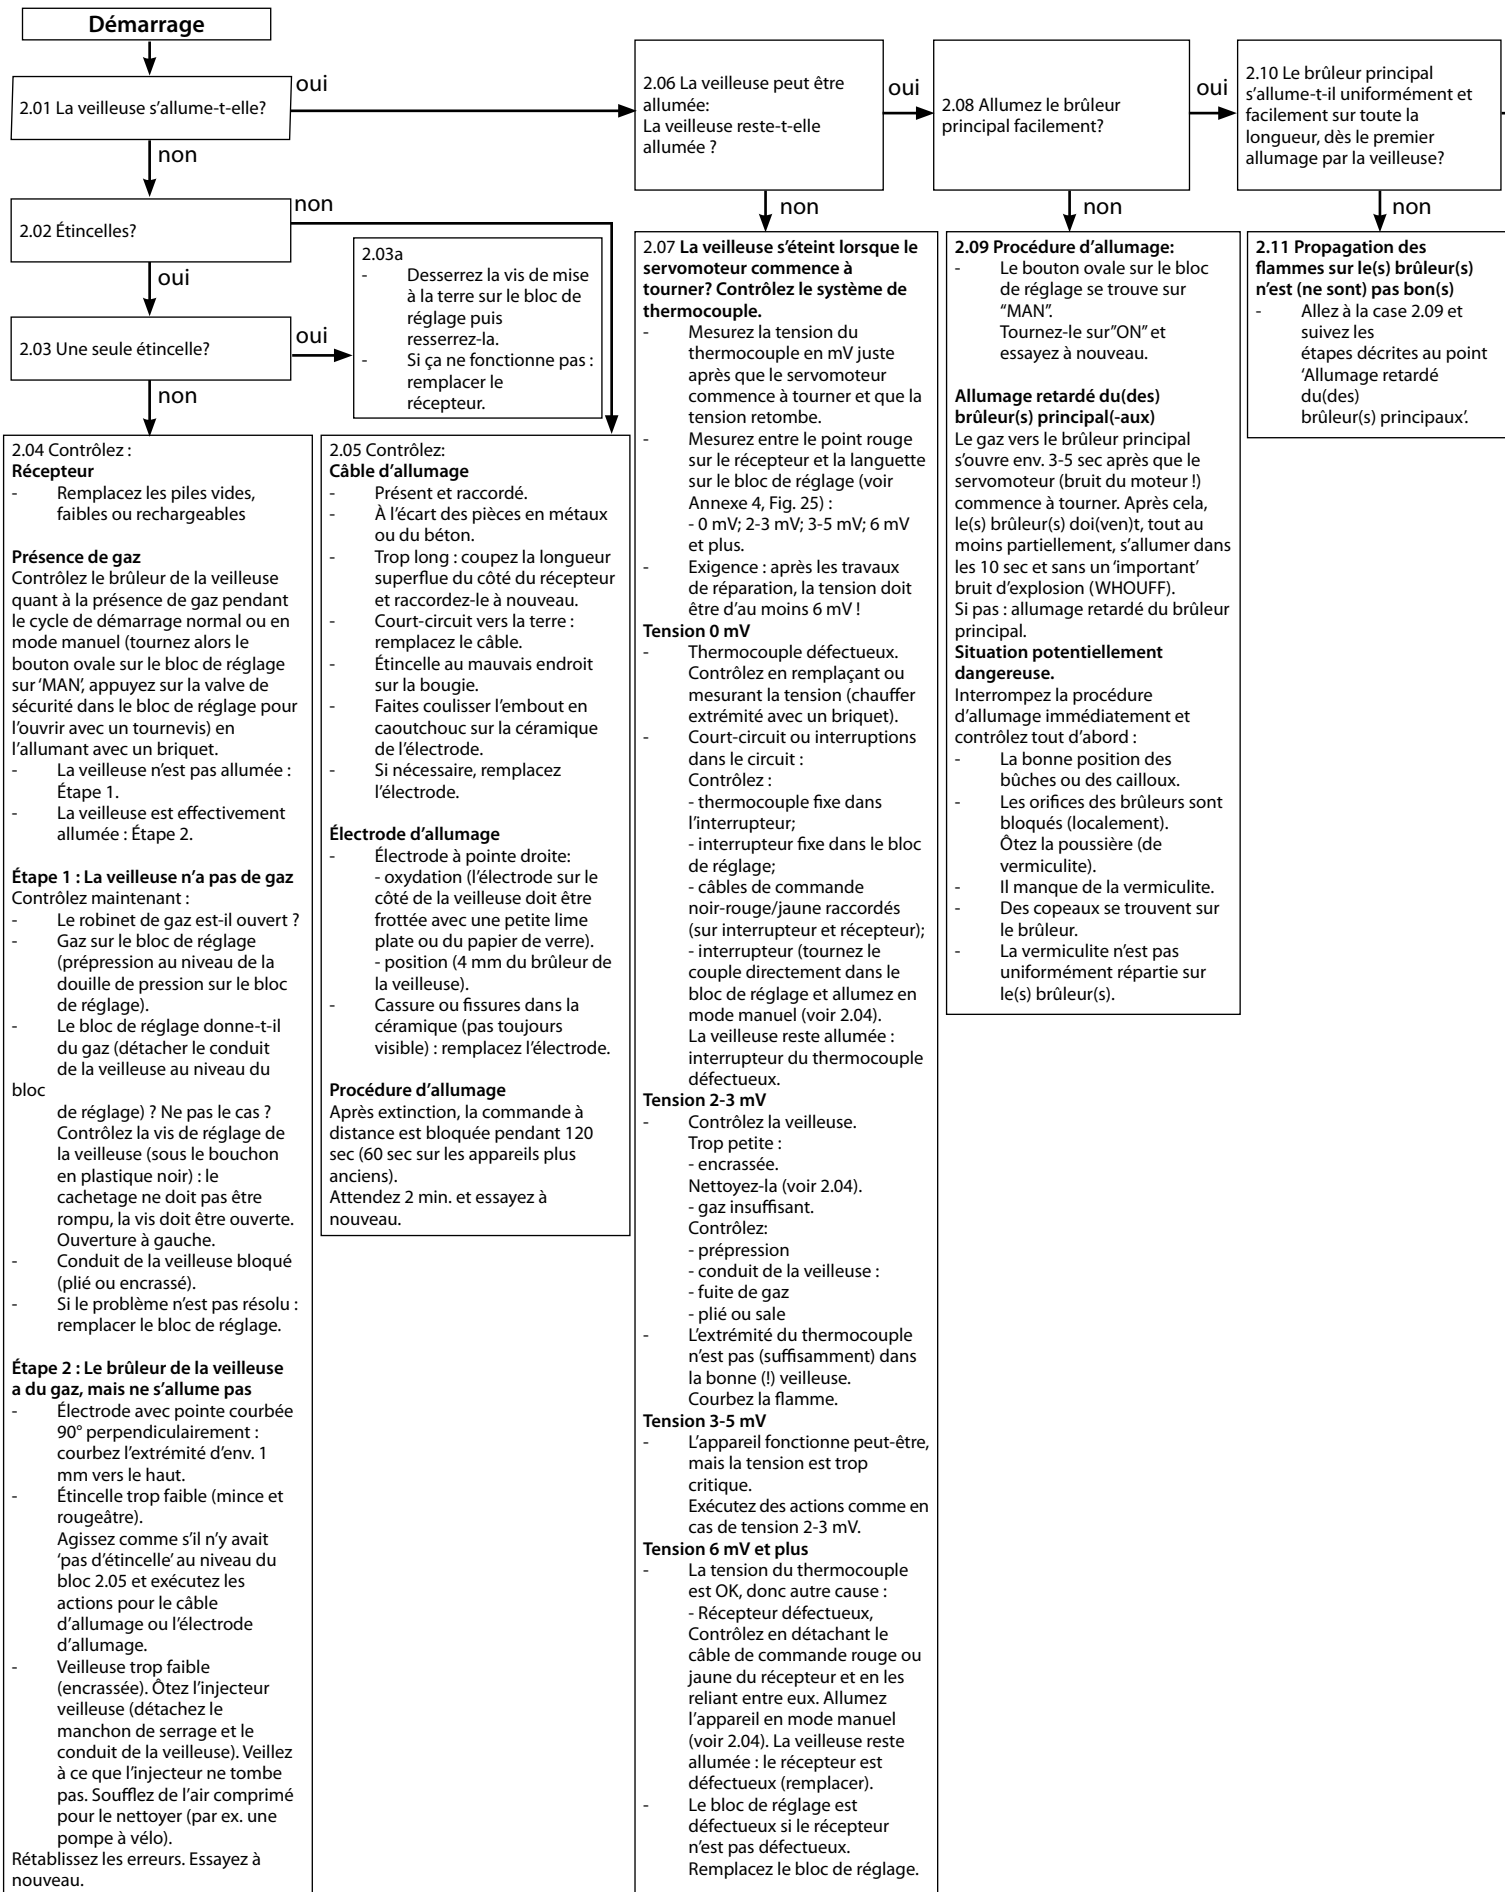 Démarrage
2.01 La veilleuse s'allume-t-elle?
oui
non
2.02 Étincelles?
non
oui
2.03 Une seule étincelle?
oui
non
2.03a
- Desserrez la vis de mise
à la terre sur le bloc de
réglage puis
resserrez-la.
- Si ça ne fonctionne pas :
remplacer le
récepteur.
2.04 Contrôlez :
Récepteur
- Remplacez les piles vides,
faibles ou rechargeables
Présence de gaz
Contrôlez le brûleur de la veilleuse
quant à la présence de gaz pendant
le cycle de démarrage normal ou en
mode manuel (tournez alors le
bouton ovale sur le bloc de réglage
sur 'MAN', appuyez sur la valve de
sécurité dans le bloc de réglage pour
l'ouvrir avec un tournevis) en
l'allumant avec un briquet.
- La veilleuse n'est pas allumée :
Étape 1.
- La veilleuse est effectivement
allumée : Étape 2.
Étape 1 : La veilleuse n'a pas de gaz
Contrôlez maintenant :
- Le robinet de gaz est-il ouvert ?
- Gaz sur le bloc de réglage
(prépression au niveau de la
douille de pression sur le bloc
de réglage).
- Le bloc de réglage donne-t-il
du gaz (détacher le conduit
de la veilleuse au niveau du
bloc
de réglage) ? Ne pas le cas ?
Contrôlez la vis de réglage de
la veilleuse (sous le bouchon
en plastique noir) : le
cachetage ne doit pas être
rompu, la vis doit être ouverte.
Ouverture à gauche.
- Conduit de la veilleuse bloqué
(plié ou encrassé).
- Si le problème n'est pas résolu :
remplacer le bloc de réglage.
Étape 2 : Le brûleur de la veilleuse
a du gaz, mais ne s'allume pas
- Électrode avec pointe courbée
90° perpendiculairement :
courbez l'extrémité d'env. 1
mm vers le haut.
- Étincelle trop faible (mince et
rougeâtre).
Agissez comme s'il n'y avait
'pas d'étincelle' au niveau du
bloc 2.05 et exécutez les
actions pour le câble
d'allumage ou l'électrode
d'allumage.
- Veilleuse trop faible
(encrassée). Ôtez l'injecteur
veilleuse (détachez le
manchon de serrage et le
conduit de la veilleuse). Veillez
à ce que l'injecteur ne tombe
pas. Soufflez de l'air comprimé
pour le nettoyer (par ex. une
pompe à vélo).
Rétablissez les erreurs. Essayez à
nouveau.
2.05 Contrôlez:
Câble d'allumage
- Présent et raccordé.
- À l'écart des pièces en métaux
ou du béton.
- Trop long : coupez la longueur
superflue du côté du récepteur
et raccordez-le à nouveau.
- Court-circuit vers la terre :
remplacez le câble.
- Étincelle au mauvais endroit
sur la bougie.
- Faites coulisser l'embout en
caoutchouc sur la céramique
de l'électrode.
- Si nécessaire, remplacez
l'électrode.
Électrode d'allumage
- Électrode à pointe droite:
- oxydation (l'électrode sur le
côté de la veilleuse doit être
frottée avec une petite lime
plate ou du papier de verre).
- position (4 mm du brûleur de
la veilleuse).
- Cassure ou fissures dans la
céramique (pas toujours
visible) : remplacez l'électrode.
Procédure d'allumage
Après extinction, la commande à
distance est bloquée pendant 120
sec (60 sec sur les appareils plus
anciens).
Attendez 2 min. et essayez à
nouveau.
2.06 La veilleuse peut être
allumée:
La veilleuse reste-t-elle
allumée ?
oui
non
2.07 La veilleuse s'éteint lorsque le
servomoteur commence à
tourner? Contrôlez le système de
thermocouple.
- Mesurez la tension du
thermocouple en mV juste
après que le servomoteur
commence à tourner et que la
tension retombe.
- Mesurez entre le point rouge
sur le récepteur et la languette
sur le bloc de réglage (voir
Annexe 4, Fig. 25) :
- 0 mV; 2-3 mV; 3-5 mV; 6 mV
et plus.
- Exigence : après les travaux
de réparation, la tension doit
être d'au moins 6 mV !
Tension 0 mV
- Thermocouple défectueux.
Contrôlez en remplaçant ou
mesurant la tension (chauffer
extrémité avec un briquet).
- Court-circuit ou interruptions
dans le circuit :
Contrôlez :
- thermocouple fixe dans
l'interrupteur;
- interrupteur fixe dans le bloc
de réglage;
- câbles de commande
noir-rouge/jaune raccordés
(sur interrupteur et récepteur);
- interrupteur (tournez le
couple directement dans le
bloc de réglage et allumez en
mode manuel (voir 2.04).
La veilleuse reste allumée :
interrupteur du thermocouple
défectueux.
Tension 2-3 mV
- Contrôlez la veilleuse.
Trop petite :
- encrassée.
Nettoyez-la (voir 2.04).
- gaz insuffisant.
Contrôlez:
- prépression
- conduit de la veilleuse :
- fuite de gaz
- plié ou sale
- L'extrémité du thermocouple
n'est pas (suffisamment) dans
la bonne (!) veilleuse.
Courbez la flamme.
Tension 3-5 mV
- L'appareil fonctionne peut-être,
mais la tension est trop
critique.
Exécutez des actions comme en
cas de tension 2-3 mV.
Tension 6 mV et plus
- La tension du thermocouple
est OK, donc autre cause :
- Récepteur défectueux,
Contrôlez en détachant le
câble de commande rouge ou
jaune du récepteur et en les
reliant entre eux. Allumez
l'appareil en mode manuel
(voir 2.04). La veilleuse reste
allumée : le récepteur est
défectueux (remplacer).
- Le bloc de réglage est
défectueux si le récepteur
n'est pas défectueux.
Remplacez le bloc de réglage.
2.08 Allumez le brûleur
principal facilement?
oui
non
2.09 Procédure d'allumage:
- Le bouton ovale sur le bloc
de réglage se trouve sur
"MAN".
Tournez-le sur"ON" et
essayez à nouveau.
Allumage retardé du(des)
brûleur(s) principal(-aux)
Le gaz vers le brûleur principal
s'ouvre env. 3-5 sec après que le
servomoteur (bruit du moteur !)
commence à tourner. Après cela,
le(s) brûleur(s) doi(ven)t, tout au
moins partiellement, s'allumer dans
les 10 sec et sans un 'important'
bruit d'explosion (WHOUFF).
Si pas : allumage retardé du brûleur
principal.
Situation potentiellement
dangereuse.
Interrompez la procédure
d'allumage immédiatement et
contrôlez tout d'abord :
- La bonne position des
bûches ou des cailloux.
- Les orifices des brûleurs sont
bloqués (localement).
Ôtez la poussière (de
vermiculite).
- Il manque de la vermiculite.
- Des copeaux se trouvent sur
le brûleur.
- La vermiculite n'est pas
uniformément répartie sur
le(s) brûleur(s).
2.10 Le brûleur principal
s'allume-t-il uniformément et
facilement sur toute la
longueur, dès le premier
allumage par la veilleuse?
non
2.11 Propagation des
flammes sur le(s) brûleur(s)
n'est (ne sont) pas bon(s)
- Allez à la case 2.09 et
suivez les
étapes décrites au point
'Allumage retardé
du(des)
brûleur(s) principaux'.